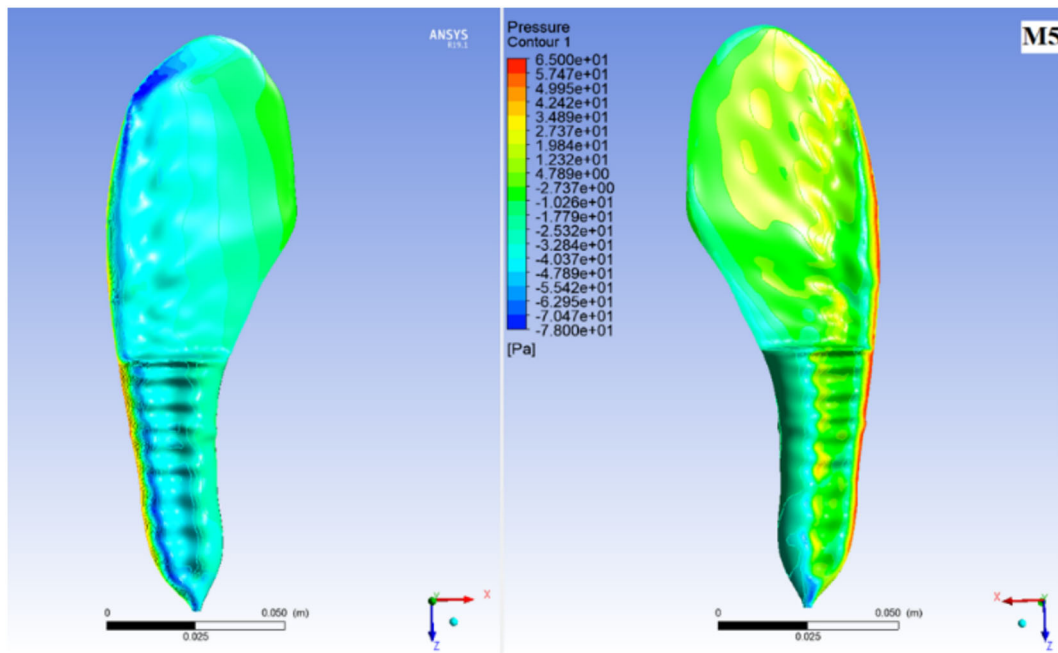 ANSYS
R19.1
Pressure
Contour 1
6.500e+01
5.747e+01
4.995e+01
4.242e+01
3.489e+01
2.737e+01
1.984e+01
1.232e+01
4.789e+00
-2.737e+00
-1.026e+01
-1.779e+01
-2.532e+01
-3.284e+01
-4.037e+01
-4.789e+01
-5.542e+01
-6.295e+01
-7.047e+01
-7.800e+01
[Pa]
M5
0 0.050 (m)
0.025
Y X
Z
0 0.050 (m)
0.025
X Y
Z